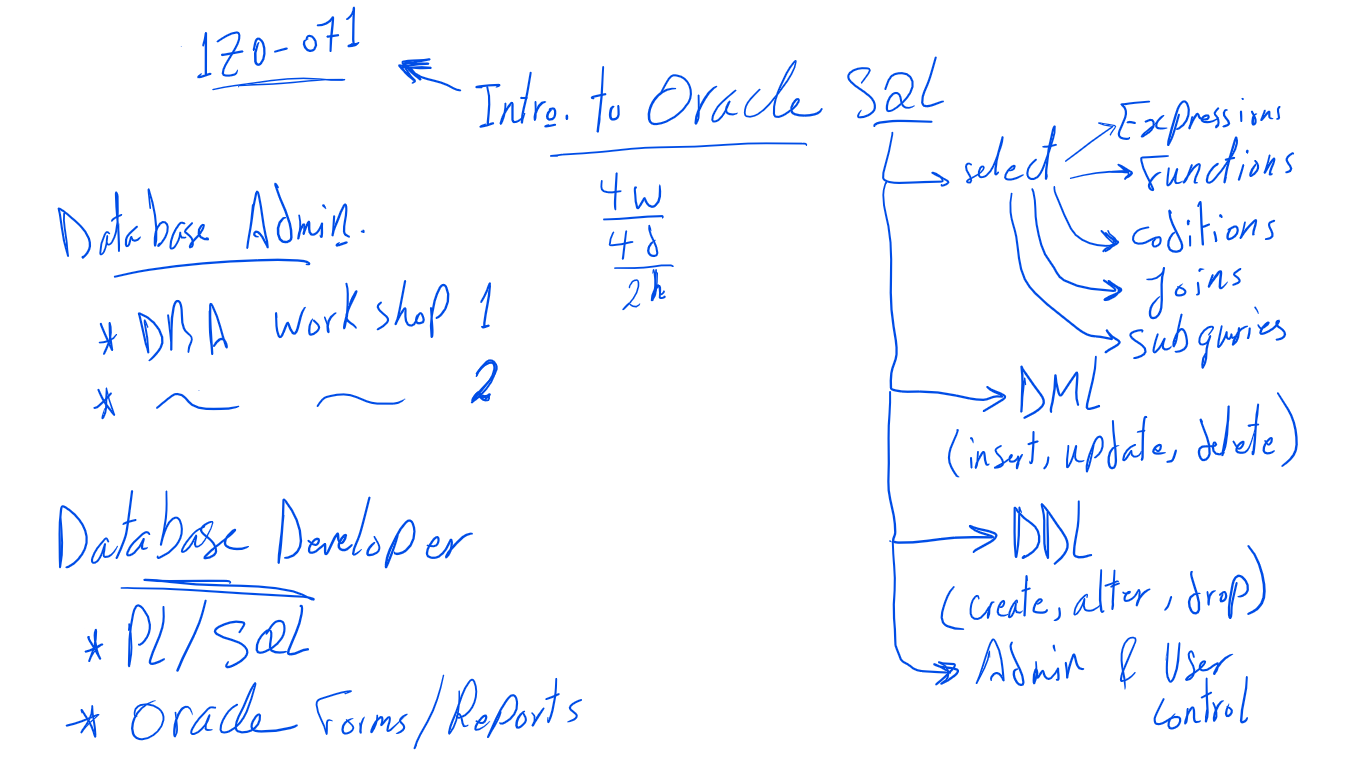 1Z0-071
Intro. to Oracle SQL
4w
4d
2h
Database Admin.
* DBA workshop 1
* 2
Database Developer
* PL/SQL
* Oracle Forms/Reports
select
Expressions
Functions
coditions
Joins
subquries
DML
(insert, update, delete)
DDL
(create, alter, drop)
Admin & User
control